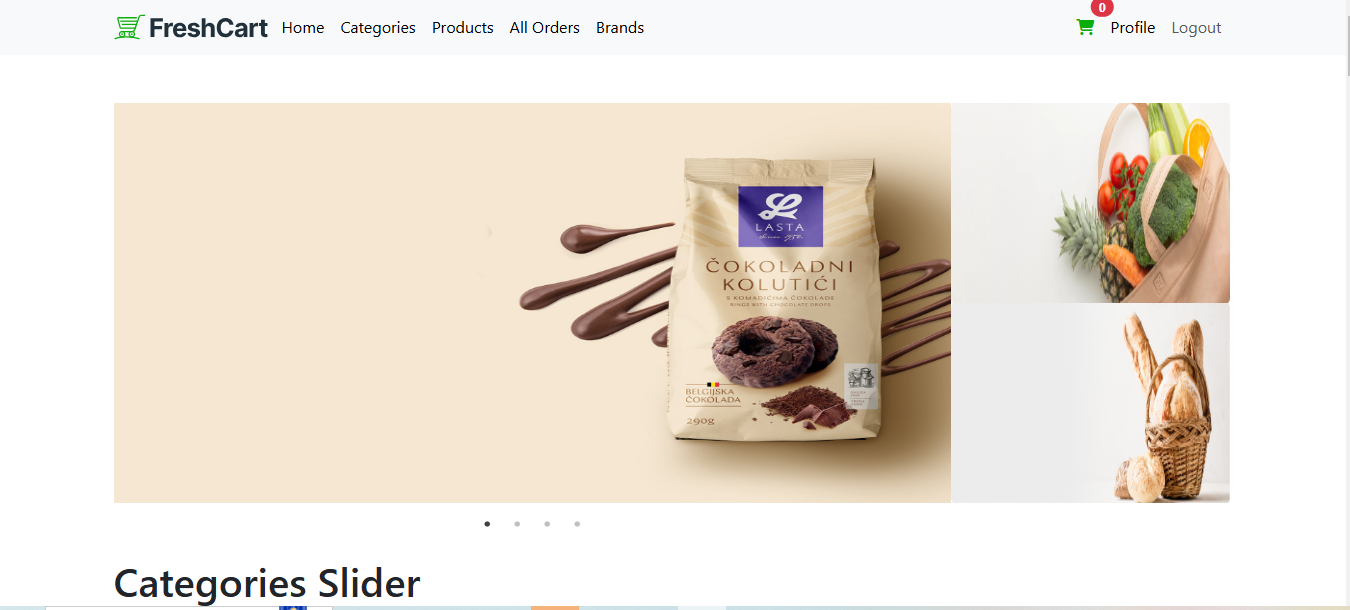 FreshCart Home Categories Products All Orders Brands 0 Profile Logout
LASTA
ČOKOLADNI
KOLUTIĆI
S KOMADIĆIMA ČOKOLADE
RINGS WITH CHOCOLATE DROPS
BELGIJSKA
ČOKOLADA
290g
Categories Slider